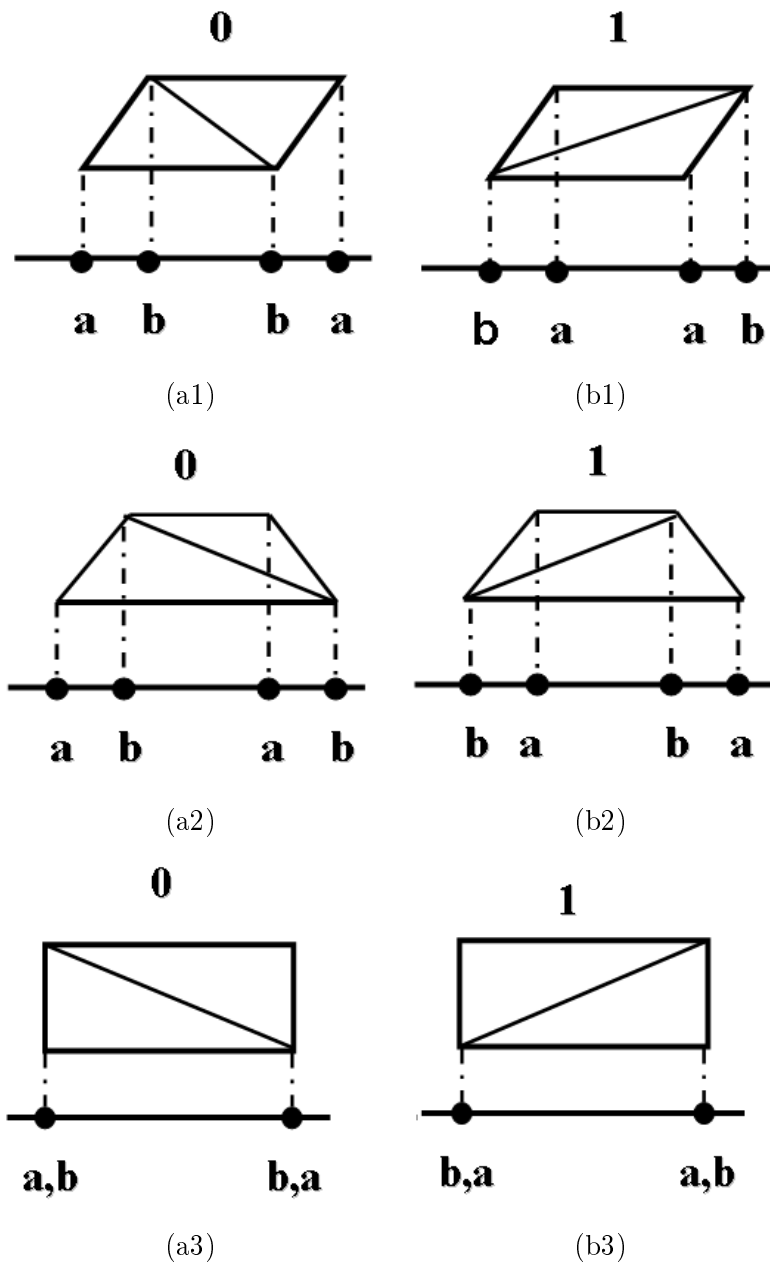 0 1
a b b a b a a b
(a1) (b1)
0 1
a b a b b a b a
(a2) (b2)
0 1
a,b b,a b,a a,b
(a3) (b3)